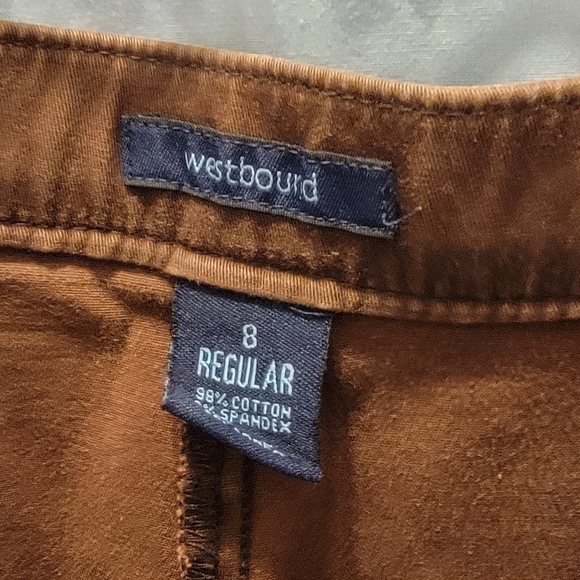 westbound
8
REGULAR
98% COTTON
2% SPANDEX